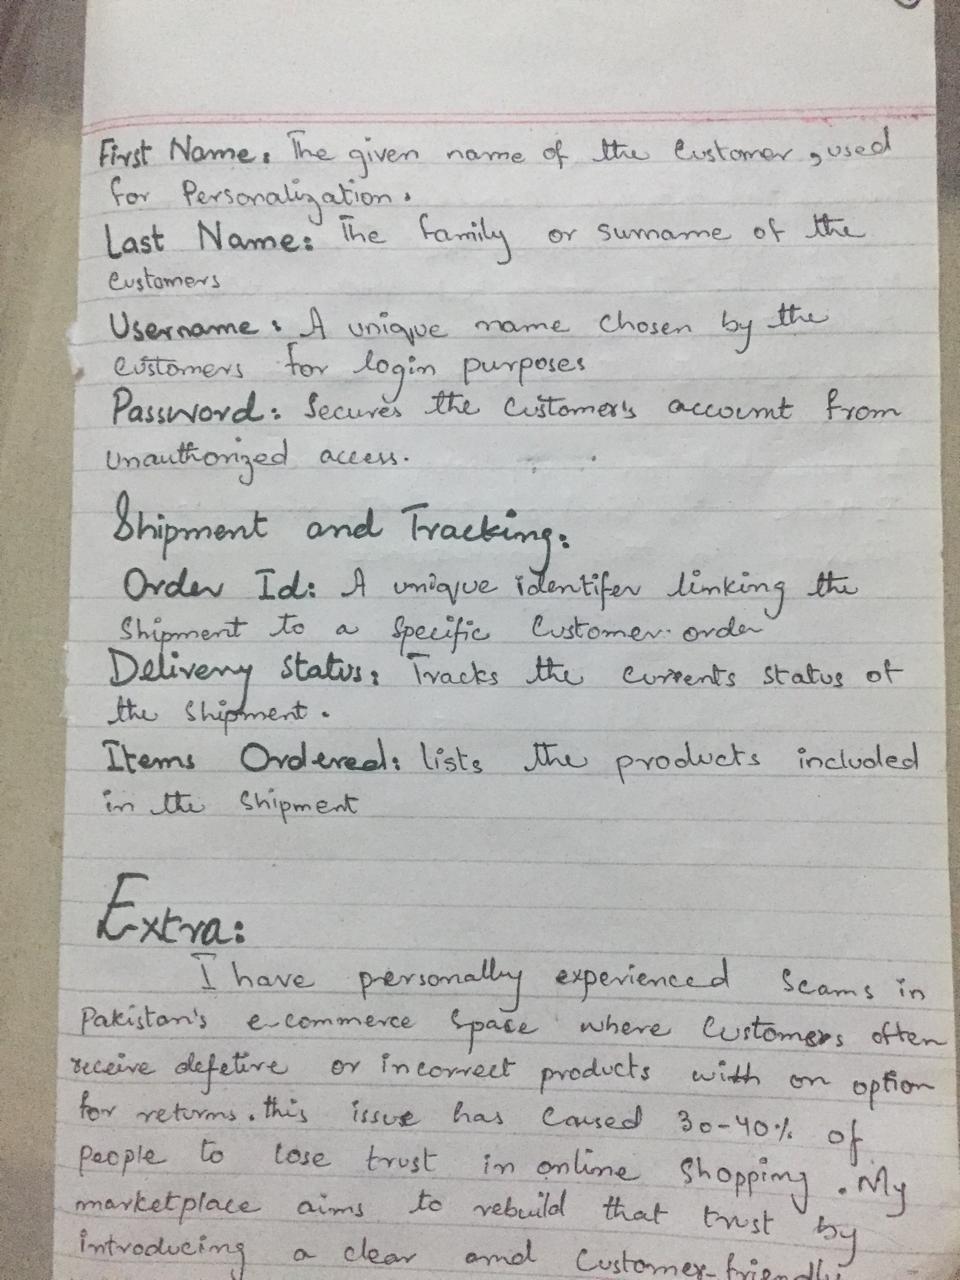 First Name: The given name of the customer, used
for Personalization.
Last Name: The family or surname of the
customers
Username: A unique name chosen by the
customers for login purposes
Password: Secures the customer's account from
unauthorized access.
Shipment and Tracking:
Order Id: A unique identifer linking the
Shipment to a specific customer order
Delivery status: Tracks the currents status of
the shipment.
Items Ordered: lists the products included
in the shipment
Extra:
I have personally experienced scams in
Pakistan's e-commerce space where customers often
receive defetive or incorrect products with on option
for returns. this issue has caused 30-40% of
people to lose trust in online shopping. My
marketplace aims to rebuild that trust by
introducing a clear and customer-friendly